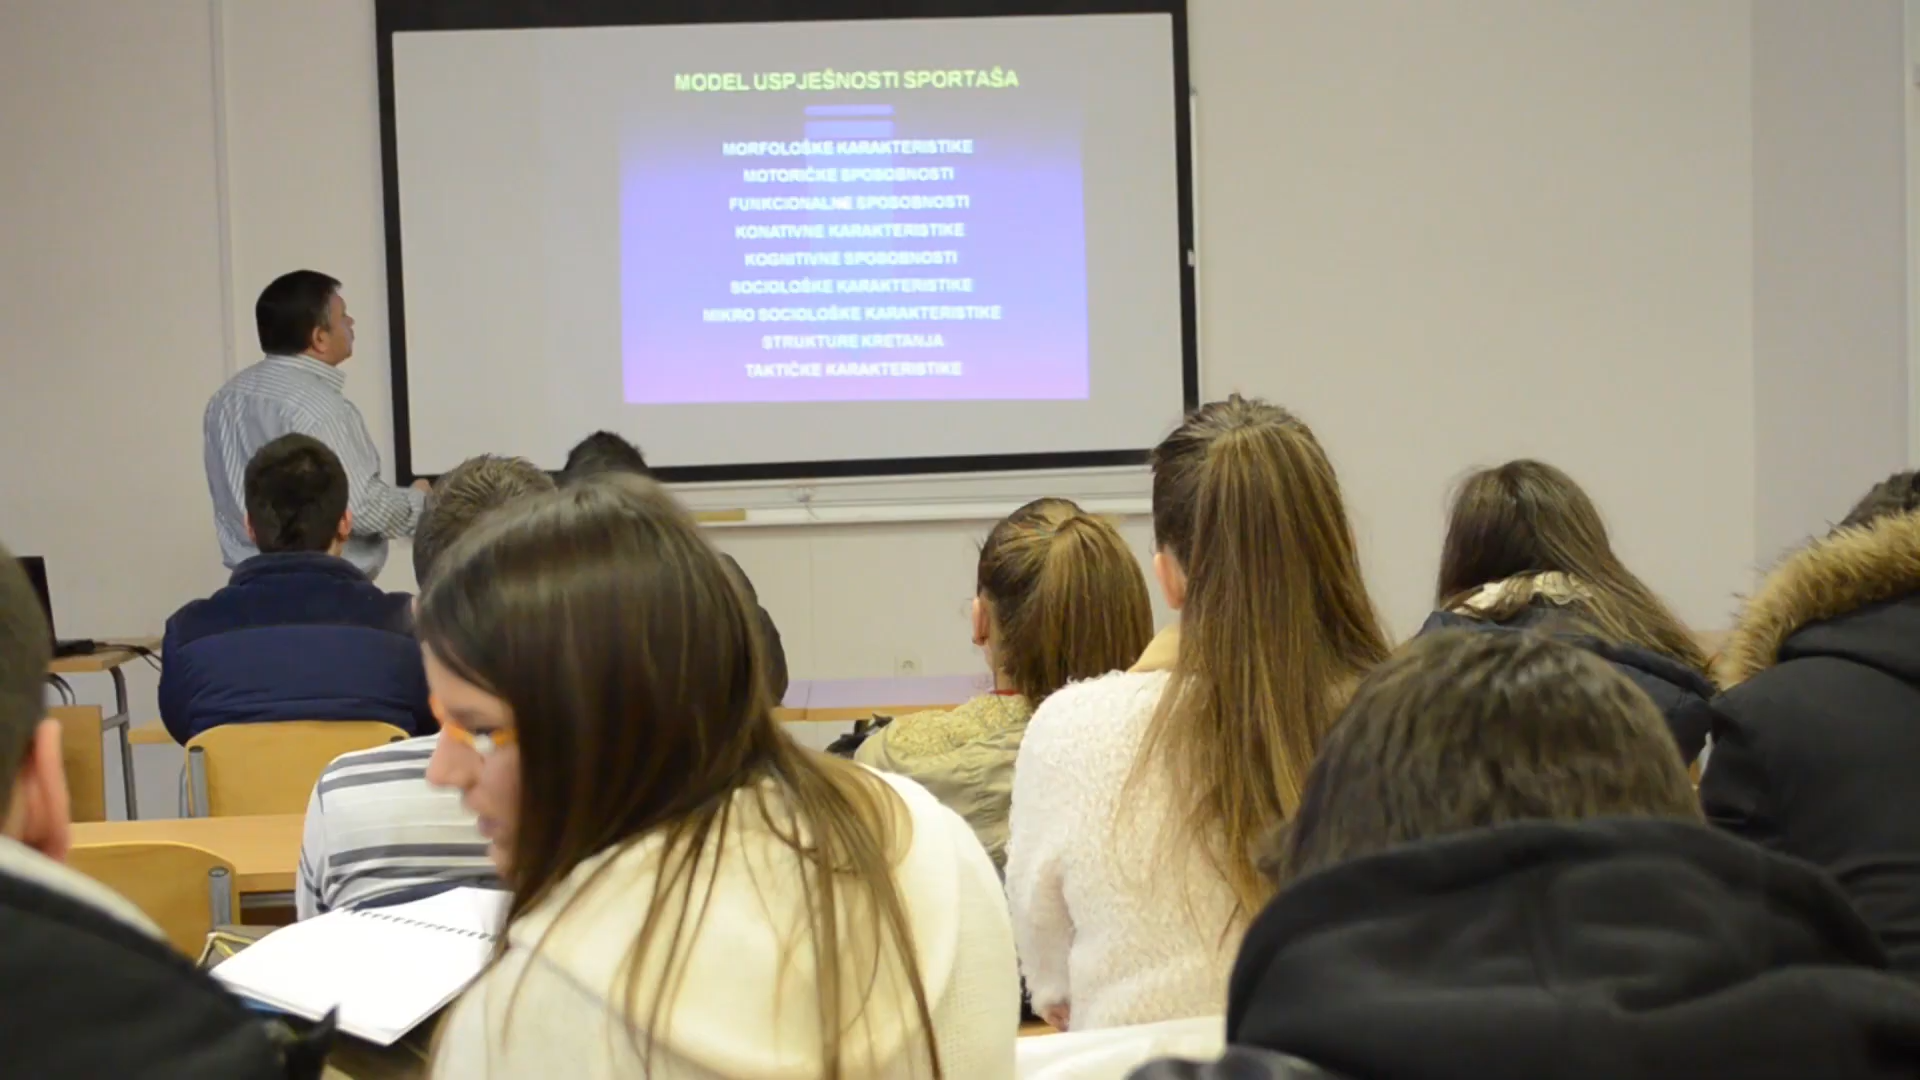 MODEL USPJEŠNOSTI SPORTAŠA
MORFOLOŠKE KARAKTERISTIKE
MOTORIČKE SPOSOBNOSTI
FUNKCIONALNE SPOSOBNOSTI
KONATIVNE KARAKTERISTIKE
KOGNITIVNE SPOSOBNOSTI
SOCIOLOŠKE KARAKTERISTIKE
MIKRO SOCIOLOŠKE KARAKTERISTIKE
STRUKTURE KRETANJA
TAKTIČKE KARAKTERISTIKE